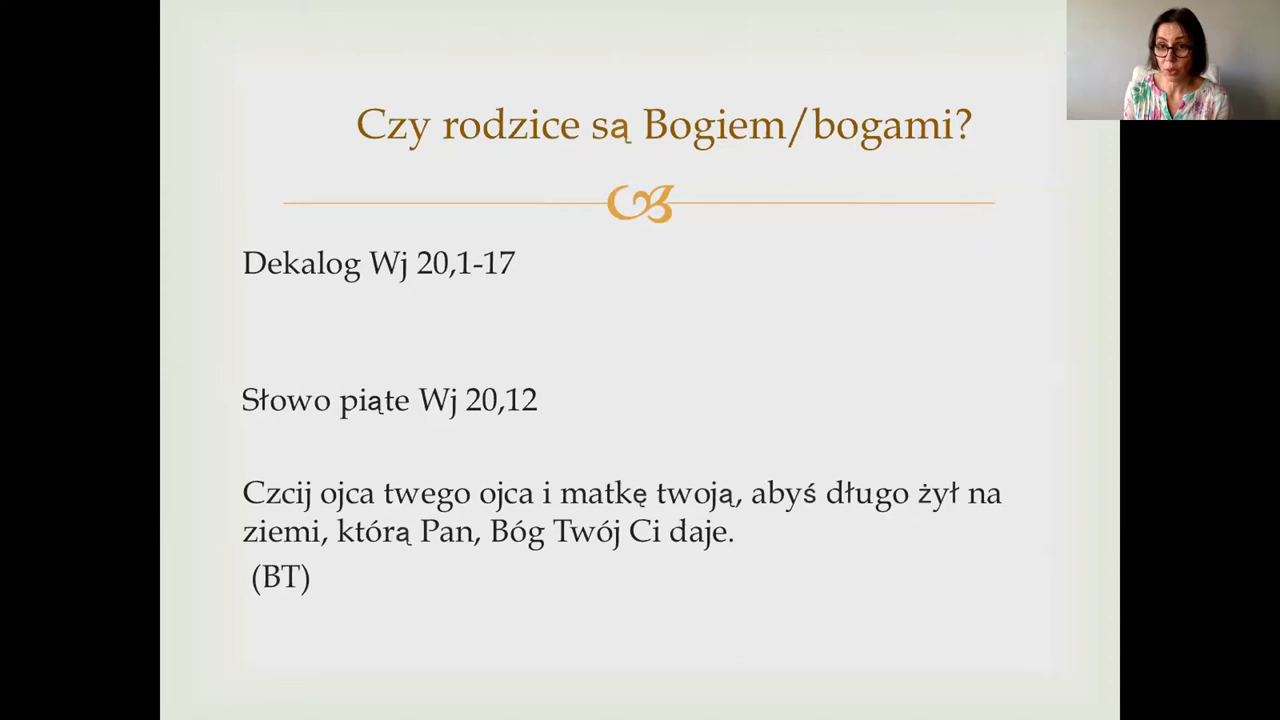 Czy rodzice są Bogiem/bogami?
Dekalog Wj 20,1-17
Słowo piąte Wj 20,12
Czcij ojca twego ojca i matkę twoją, abyś długo żył na
ziemi, którą Pan, Bóg Twój Ci daje.
(BT)